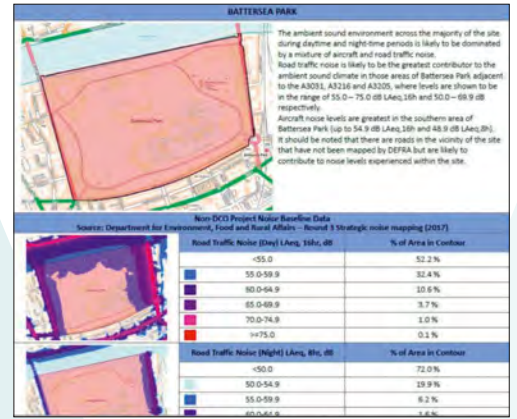 BATTERSEA PARK
The ambient sound environment across the majority of the site
during daytime and night-time periods is likely to be dominated
by a mixture of aircraft and road traffic noise.
Road traffic noise is likely to be the greatest contributor to the
ambient sound climate in those areas of Battersea Park adjacent
to the A3031, A3216 and A3205, where levels are shown to be
in the range of 55.0 – 75.0 dB LAeq,16h and 50.0 – 69.9 dB
respectively.
Aircraft noise levels are greatest in the southern area of
Battersea Park (up to 54.9 dB LAeq,16h and 48.9 dB LAeq,8h).
It should be noted that there are roads in the vicinity of the site
that have not been mapped by DEFRA but are likely to
contribute to noise levels experienced within the site.
Non-DCO Project Noise Baseline Data
Source: Department for Environment, Food and Rural Affairs – Round 3 Strategic noise mapping (2017)
Road Traffic Noise (Day) LAeq, 16hr, dB % of Area in Contour
<55.0 52.2 %
55.0-59.9 32.4 %
60.0-64.9 10.6 %
65.0-69.9 3.7 %
70.0-74.9 1.0 %
>=75.0 0.1 %
Road Traffic Noise (Night) LAeq, 8hr, dB % of Area in Contour
<50.0 72.0 %
50.0-54.9 19.9 %
55.0-59.9 6.2 %
60.0-64.9 1.6 %